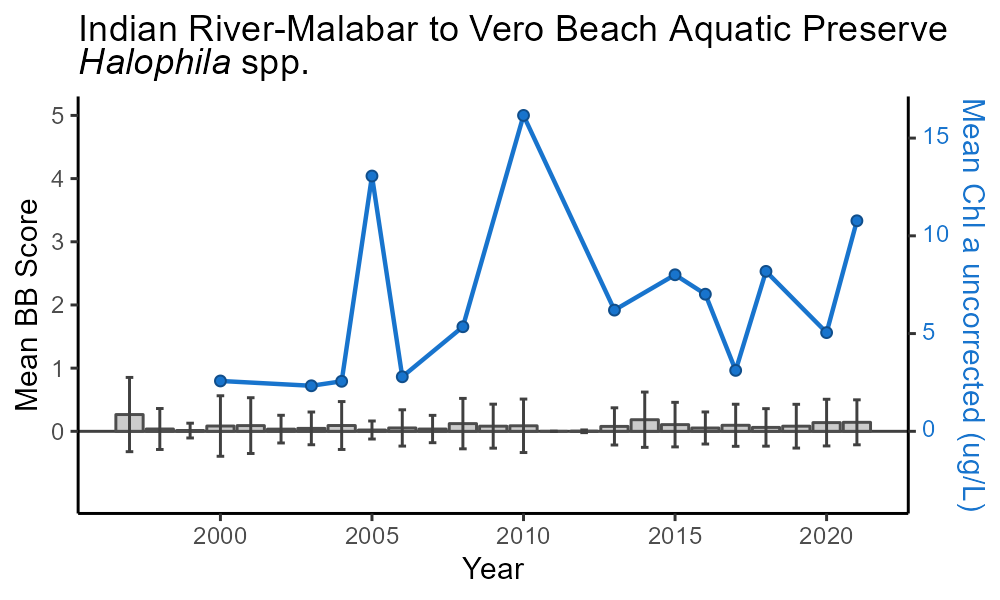 Indian River-Malabar to Vero Beach Aquatic Preserve
Halophila spp.
Mean BB Score
5
4
3
2
1
0
15
10
5
0
Mean Chl a uncorrected (ug/L)
2000 2005 2010 2015 2020
Year